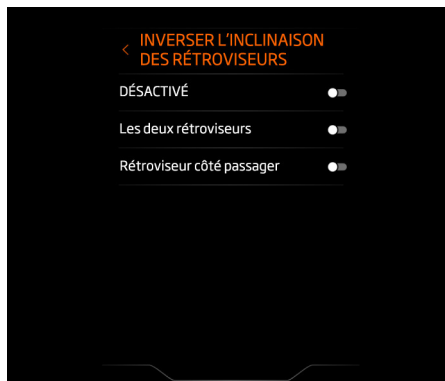 INVERSER L'INCLINAISON
DES RÉTROVISEURS
DÉSACTIVÉ
Les deux rétroviseurs
Rétroviseur côté passager